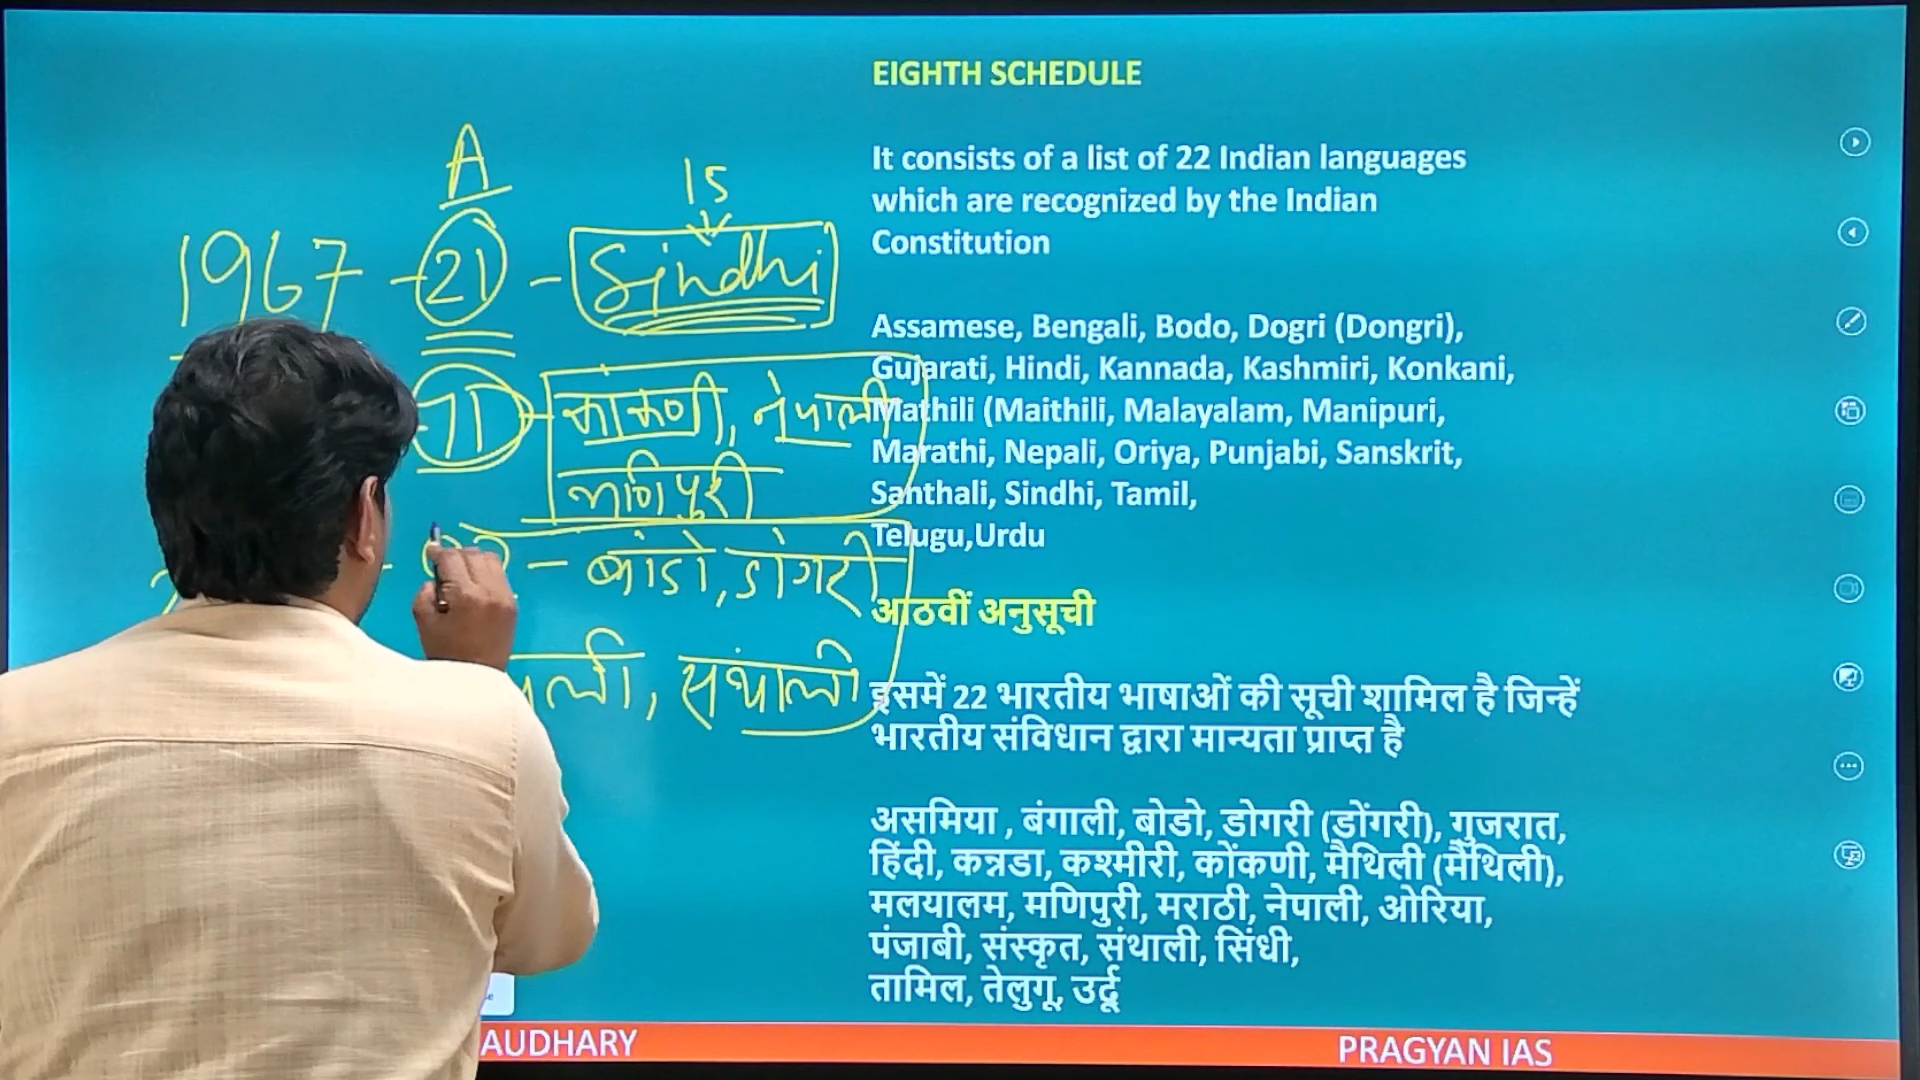 A
15
1967 - 21 - Sindhi
71 - कोंकणी, नेपाली
मणिपुरी
- बोडो, डोगरी
संथाली
EIGHTH SCHEDULE
It consists of a list of 22 Indian languages
which are recognized by the Indian
Constitution
Assamese, Bengali, Bodo, Dogri (Dongri),
Gujarati, Hindi, Kannada, Kashmiri, Konkani,
Mathili (Maithili, Malayalam, Manipuri,
Marathi, Nepali, Oriya, Punjabi, Sanskrit,
Santhali, Sindhi, Tamil,
Telugu,Urdu
आठवीं अनुसूची
इसमें 22 भारतीय भाषाओं की सूची शामिल है जिन्हें
भारतीय संविधान द्वारा मान्यता प्राप्त है
असमिया , बंगाली, बोडो, डोगरी (डोंगरी), गुजरात,
हिंदी, कन्नडा, कश्मीरी, कोंकणी, मैथिली (मैथिली),
मलयालम, मणिपुरी, मराठी, नेपाली, ओरिया,
पंजाबी, संस्कृत, संथाली, सिंधी,
तामिल, तेलुगू, उर्दू
AUDHARY
PRAGYAN IAS